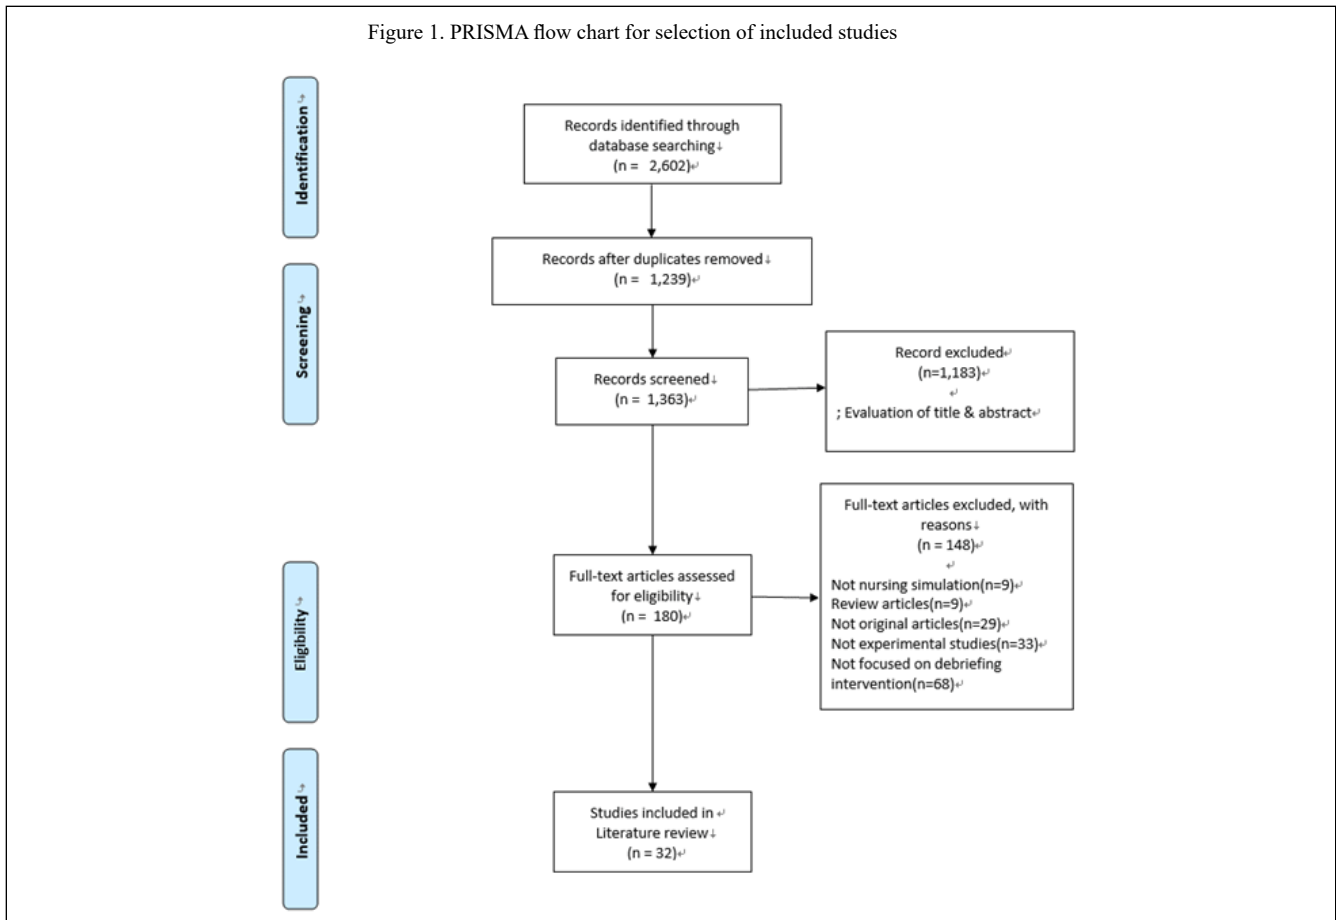 Figure 1. PRISMA flow chart for selection of included studies
Identification
Records identified through
database searching↓
(n = 2,602)↵
Records after duplicates removed↓
(n = 1,239)↵
Screening
Records screened↓
(n = 1,363)↵
Record excluded↵
(n=1,183)↵
↵
; Evaluation of title & abstract↵
Eligibility
Full-text articles assessed
for eligibility↓
(n = 180)↵
Full-text articles excluded, with
reasons↓
(n = 148)↵
↵
Not nursing simulation(n=9)↵
Review articles(n=9)↵
Not original articles(n=29)↵
Not experimental studies(n=33)↵
Not focused on debriefing
intervention(n=68)↵
Included
Studies included in ↵
Literature review↓
(n = 32)↵